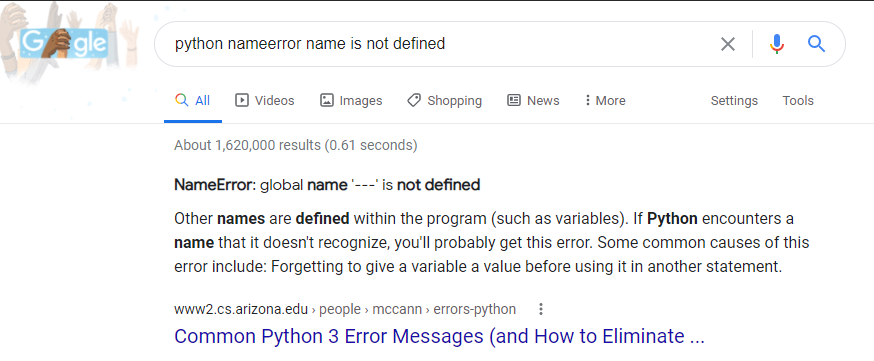 Google
python nameerror name is not defined
All Videos Images Shopping News More Settings Tools
About 1,620,000 results (0.61 seconds)
NameError: global name '---' is not defined
Other names are defined within the program (such as variables). If Python encounters a
name that it doesn't recognize, you'll probably get this error. Some common causes of this
error include: Forgetting to give a variable a value before using it in another statement.
www2.cs.arizona.edu › people › mccann › errors-python
Common Python 3 Error Messages (and How to Eliminate ...